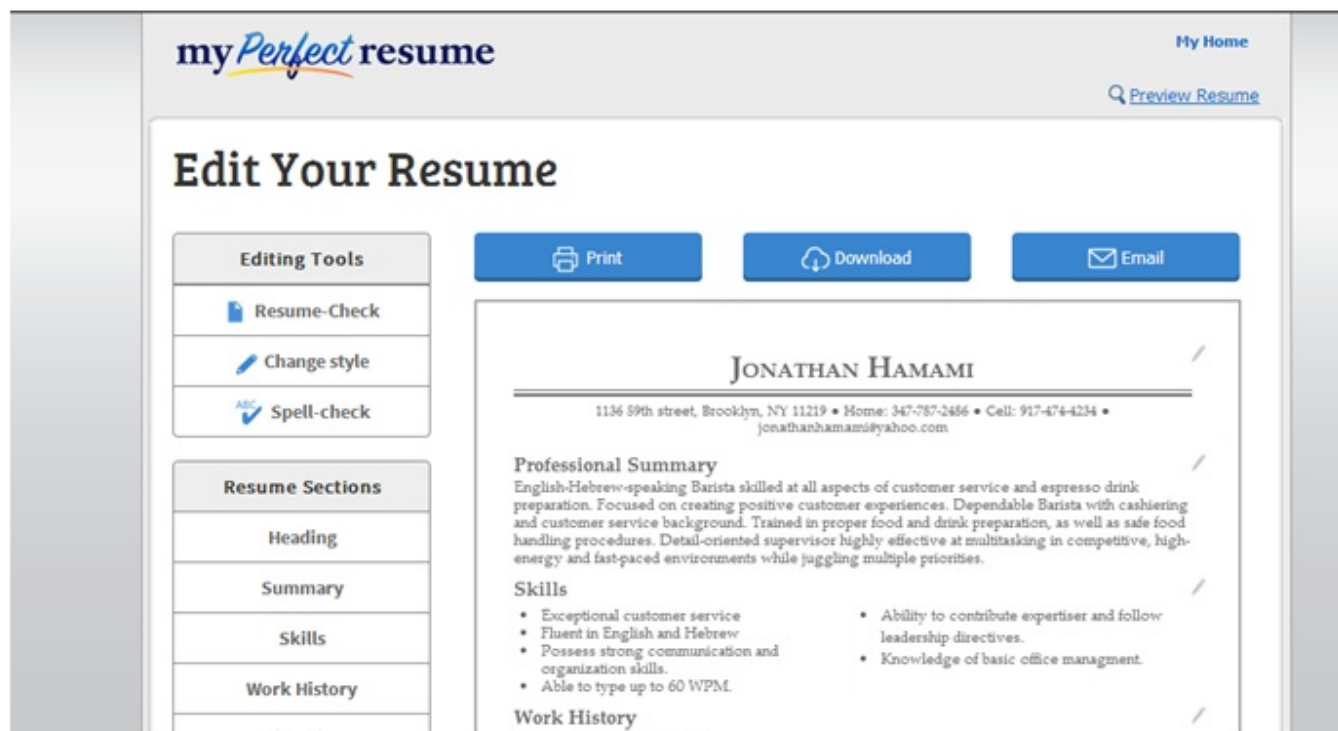 my Perfect resume
My Home
Preview Resume
Edit Your Resume
Editing Tools
Resume-Check
Change style
ABC
Spell-check
Resume Sections
Heading
Summary
Skills
Work History
Print
Download
Email
JONATHAN HAMAMI
1136 59th street, Brooklyn, NY 11219 • Home: 347-787-2486 • Cell: 917-474-4234 •
jonathanhamami@yahoo.com
Professional Summary
English-Hebrew-speaking Barista skilled at all aspects of customer service and espresso drink
preparation. Focused on creating positive customer experiences. Dependable Barista with cashiering
and customer service background. Trained in proper food and drink preparation, as well as safe food
handling procedures. Detail-oriented supervisor highly effective at multitasking in competitive, high-
energy and fast-paced environments while juggling multiple priorities.
Skills
• Exceptional customer service
• Fluent in English and Hebrew
• Possess strong communication and
organization skills.
• Able to type up to 60 WPM.
• Ability to contribute expertiser and follow
leadership directives.
• Knowledge of basic office managment.
Work History